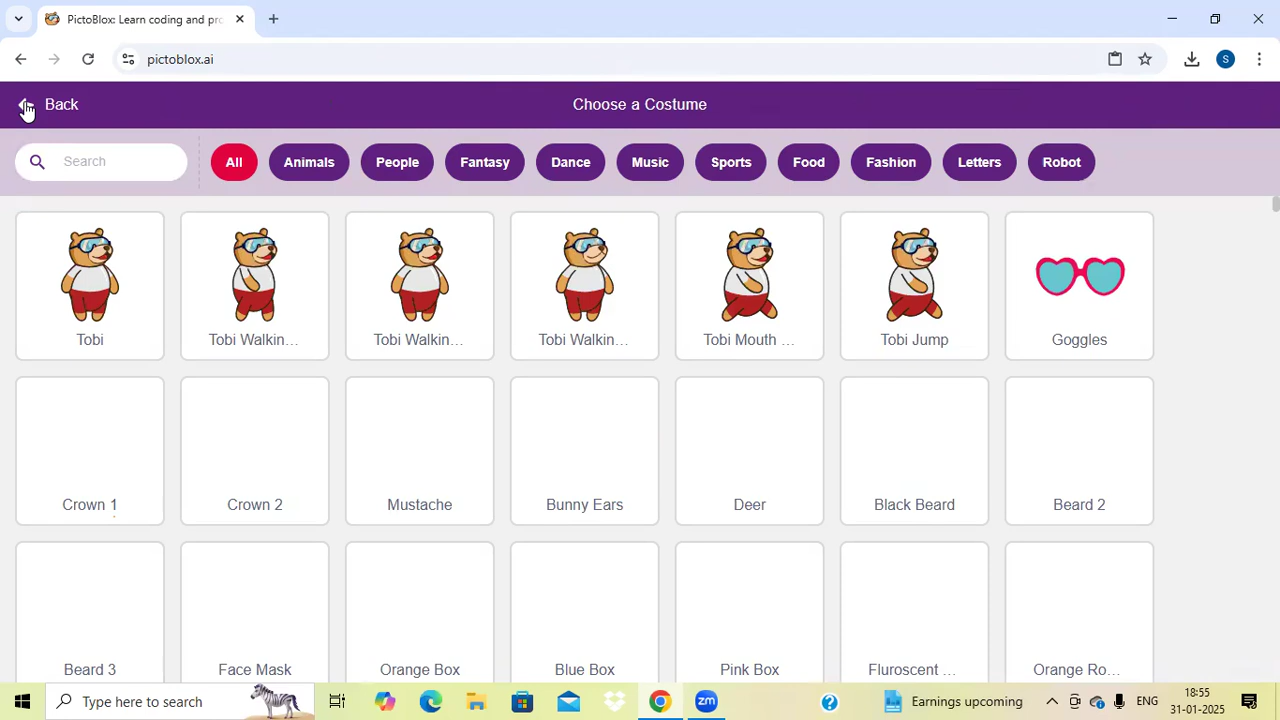 PictoBlox: Learn coding and pro
pictoblox.ai
S
Back
Choose a Costume
Search
All
Animals
People
Fantasy
Dance
Music
Sports
Food
Fashion
Letters
Robot
Tobi
Tobi Walkin...
Tobi Walkin...
Tobi Walkin...
Tobi Mouth ...
Tobi Jump
Goggles
Crown 1
Crown 2
Mustache
Bunny Ears
Deer
Black Beard
Beard 2
Beard 3
Face Mask
Orange Box
Blue Box
Pink Box
Fluroscent ...
Orange Ro...
Type here to search
Earnings upcoming
ENG
18:55
31-01-2025